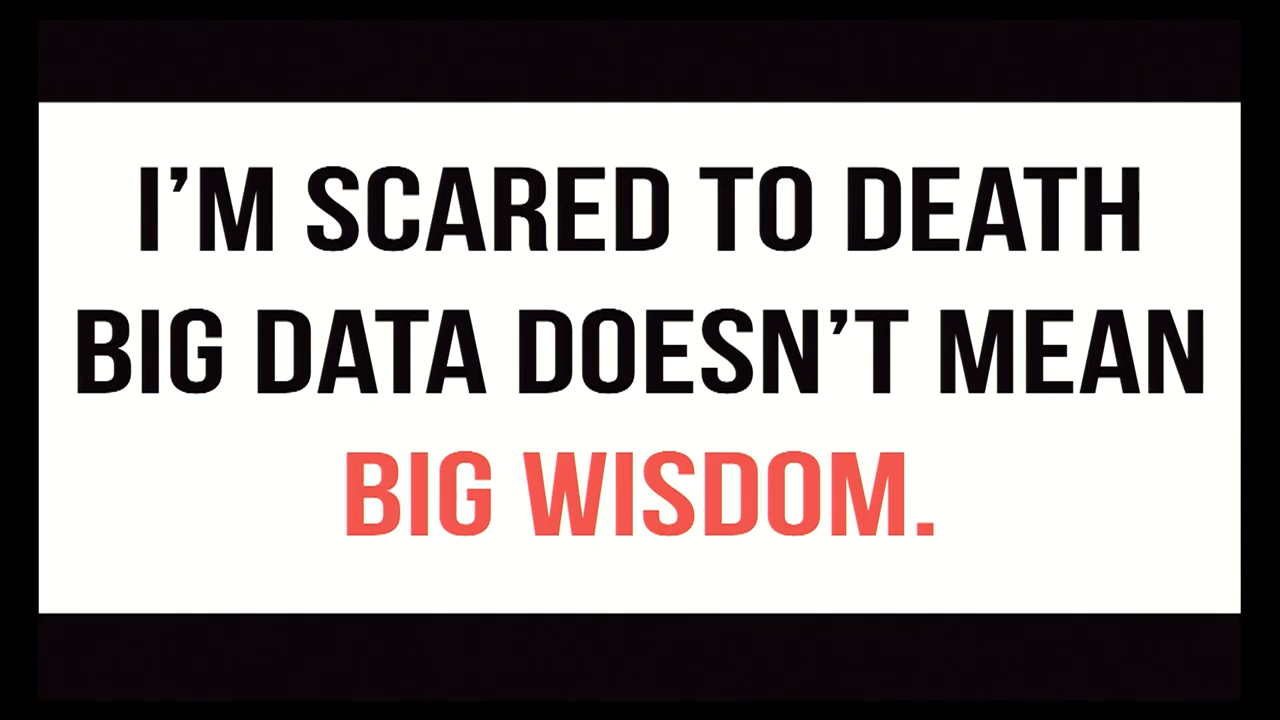 I’M SCARED TO DEATH
BIG DATA DOESN’T MEAN
BIG WISDOM.